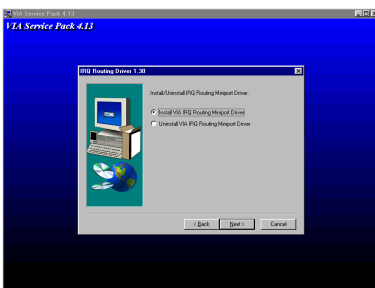 VIA Service Pack 4.13
VIA Service Pack 4.13
IRQ Routing Driver 1.30
Install/Uninstall IRQ Routing Miniport Driver
Install VIA IRQ Routing Miniport Driver
Uninstall VIA IRQ Routing Miniport Driver
< Back Next > Cancel